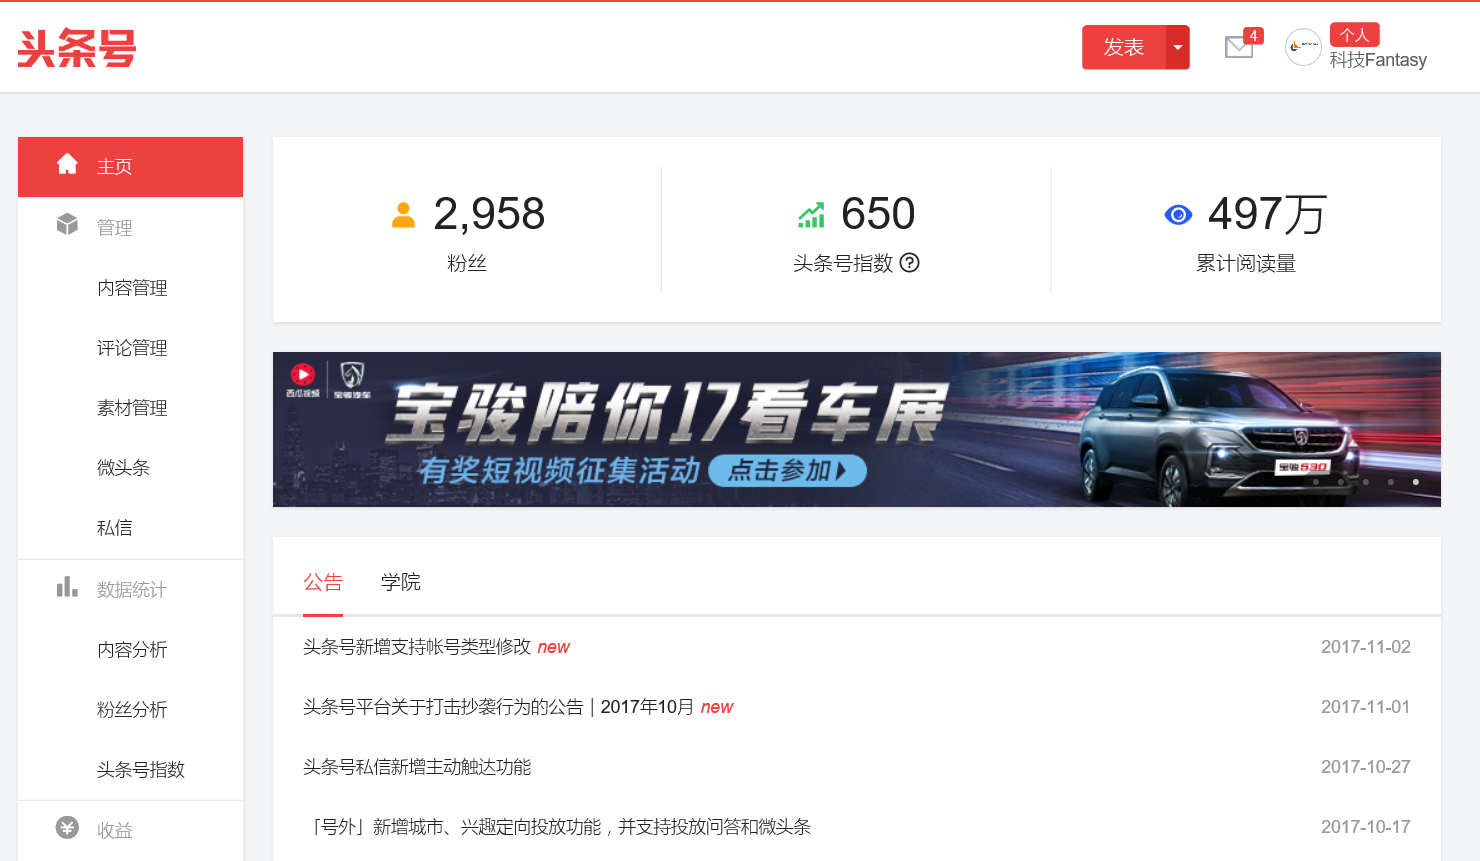 头条号
发表
4
个人
科技Fantasy
主页
管理
内容管理
评论管理
素材管理
微头条
私信
数据统计
内容分析
粉丝分析
头条号指数
收益
2,958
粉丝
650
头条号指数
497万
累计阅读量
西瓜视频
宝骏汽车
宝骏陪你17看车展
有奖短视频征集活动 点击参加
宝骏530
公告 学院
头条号新增支持帐号类型修改 new 2017-11-02
头条号平台关于打击抄袭行为的公告 | 2017年10月 new 2017-11-01
头条号私信新增主动触达功能 2017-10-27
「号外」新增城市、兴趣定向投放功能，并支持投放问答和微头条 2017-10-17